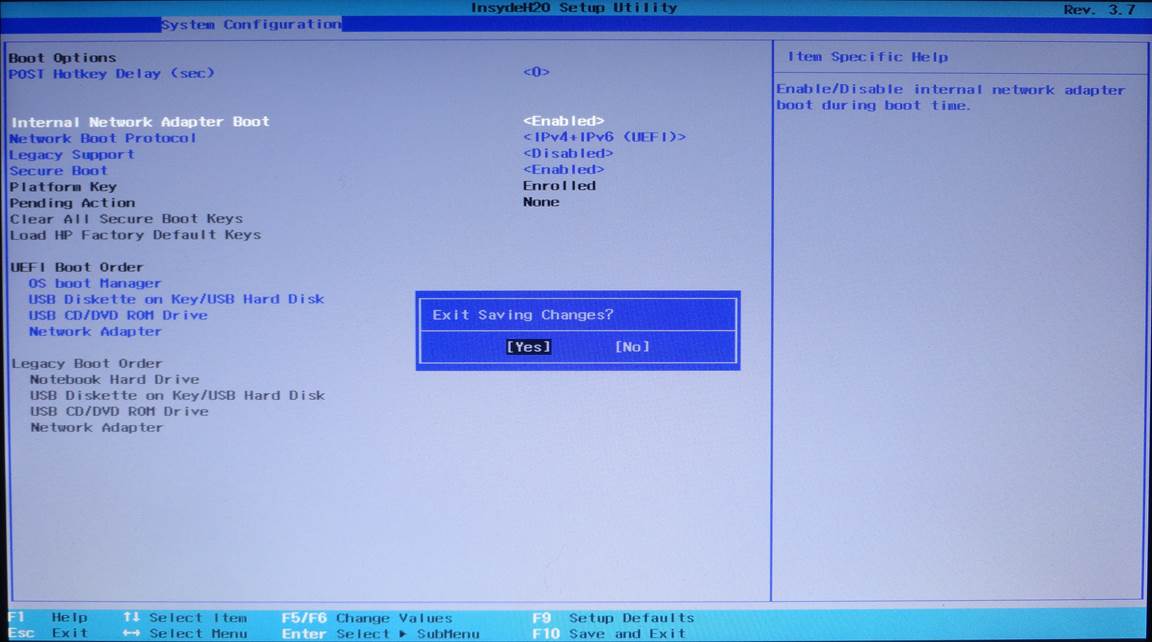 InsydeH20 Setup Utility Rev. 3.7
System Configuration
Boot Options
POST Hotkey Delay (sec) <0>
Internal Network Adapter Boot <Enabled>
Network Boot Protocol <IPv4+IPv6 (UEFI)>
Legacy Support <Disabled>
Secure Boot <Enabled>
Platform Key Enrolled
Pending Action None
Clear All Secure Boot Keys
Load HP Factory Default Keys
UEFI Boot Order
OS boot Manager
USB Diskette on Key/USB Hard Disk
USB CD/DVD ROM Drive
Network Adapter
Legacy Boot Order
Notebook Hard Drive
USB Diskette on Key/USB Hard Disk
USB CD/DVD ROM Drive
Network Adapter
Exit Saving Changes?
[Yes] [No]
Item Specific Help
Enable/Disable internal network adapter
boot during boot time.
F1 Help ↑↓ Select Item F5/F6 Change Values F9 Setup Defaults
Esc Exit ↔ Select Menu Enter Select ▶ SubMenu F10 Save and Exit